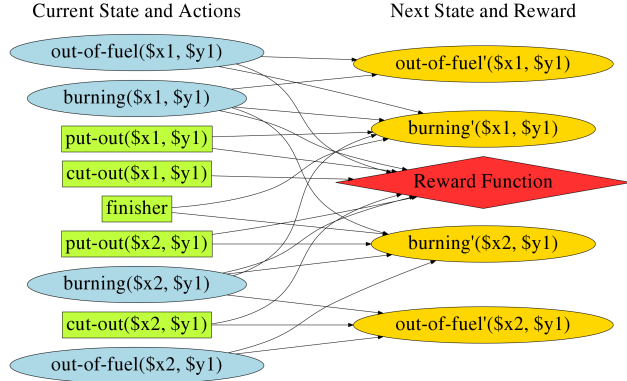 Current State and Actions
Next State and Reward
out-of-fuel($x1, $y1)
burning($x1, $y1)
put-out($x1, $y1)
cut-out($x1, $y1)
finisher
put-out($x2, $y1)
burning($x2, $y1)
cut-out($x2, $y1)
out-of-fuel($x2, $y1)
out-of-fuel'($x1, $y1)
burning'($x1, $y1)
Reward Function
burning'($x2, $y1)
out-of-fuel'($x2, $y1)